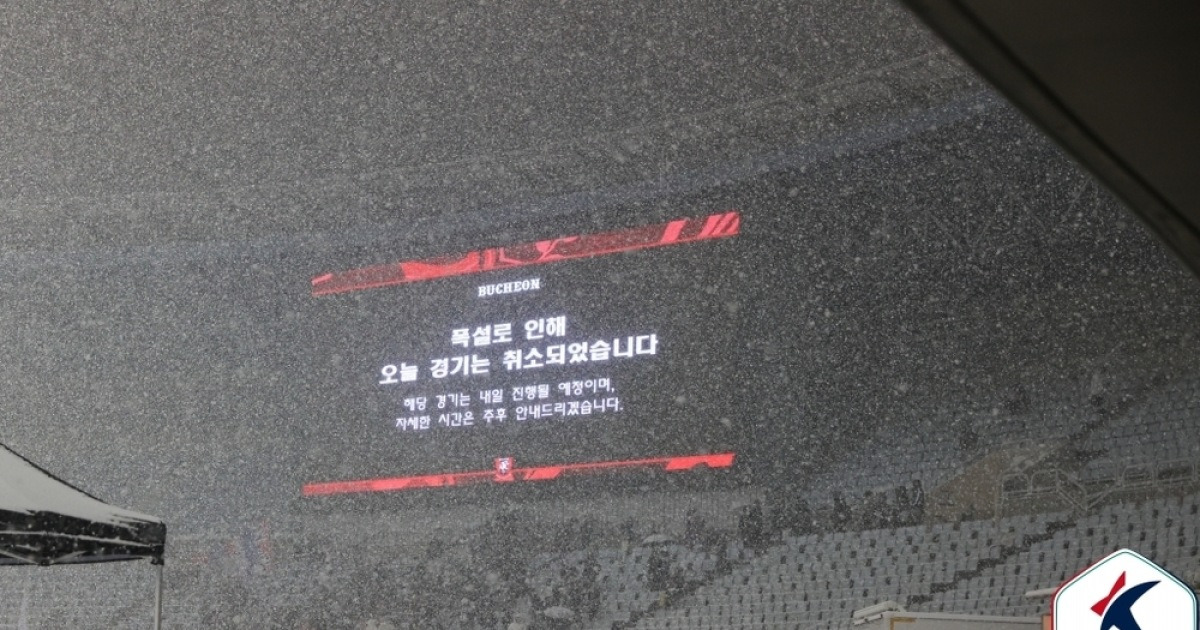 BUCHEON
폭설로 인해
오늘 경기는 취소되었습니다
해당 경기는 내일 진행될 예정이며,
자세한 시간은 추후 안내드리겠습니다.